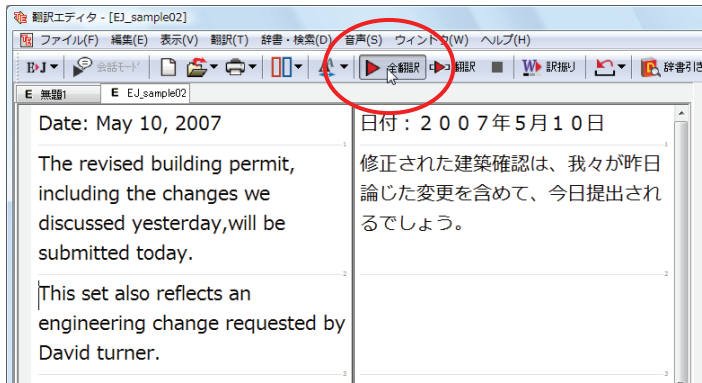 翻訳エディタ - [EJ_sample02]
ファイル(F) 編集(E) 表示(V) 翻訳(T) 辞書・検索(D) 音声(S) ウィンドウ(W) ヘルプ(H)
E›J 会話モード 全翻訳 翻訳 W 訳振り 辞書引き
E 無題1 E EJ_sample02
Date: May 10, 2007
日付：２００７年５月１０日
1
1
The revised building permit,
including the changes we
discussed yesterday,will be
submitted today.
修正された建築確認は、我々が昨日
論じた変更を含めて、今日提出され
るでしょう。
2
2
This set also reflects an
engineering change requested by
David turner.
3
3